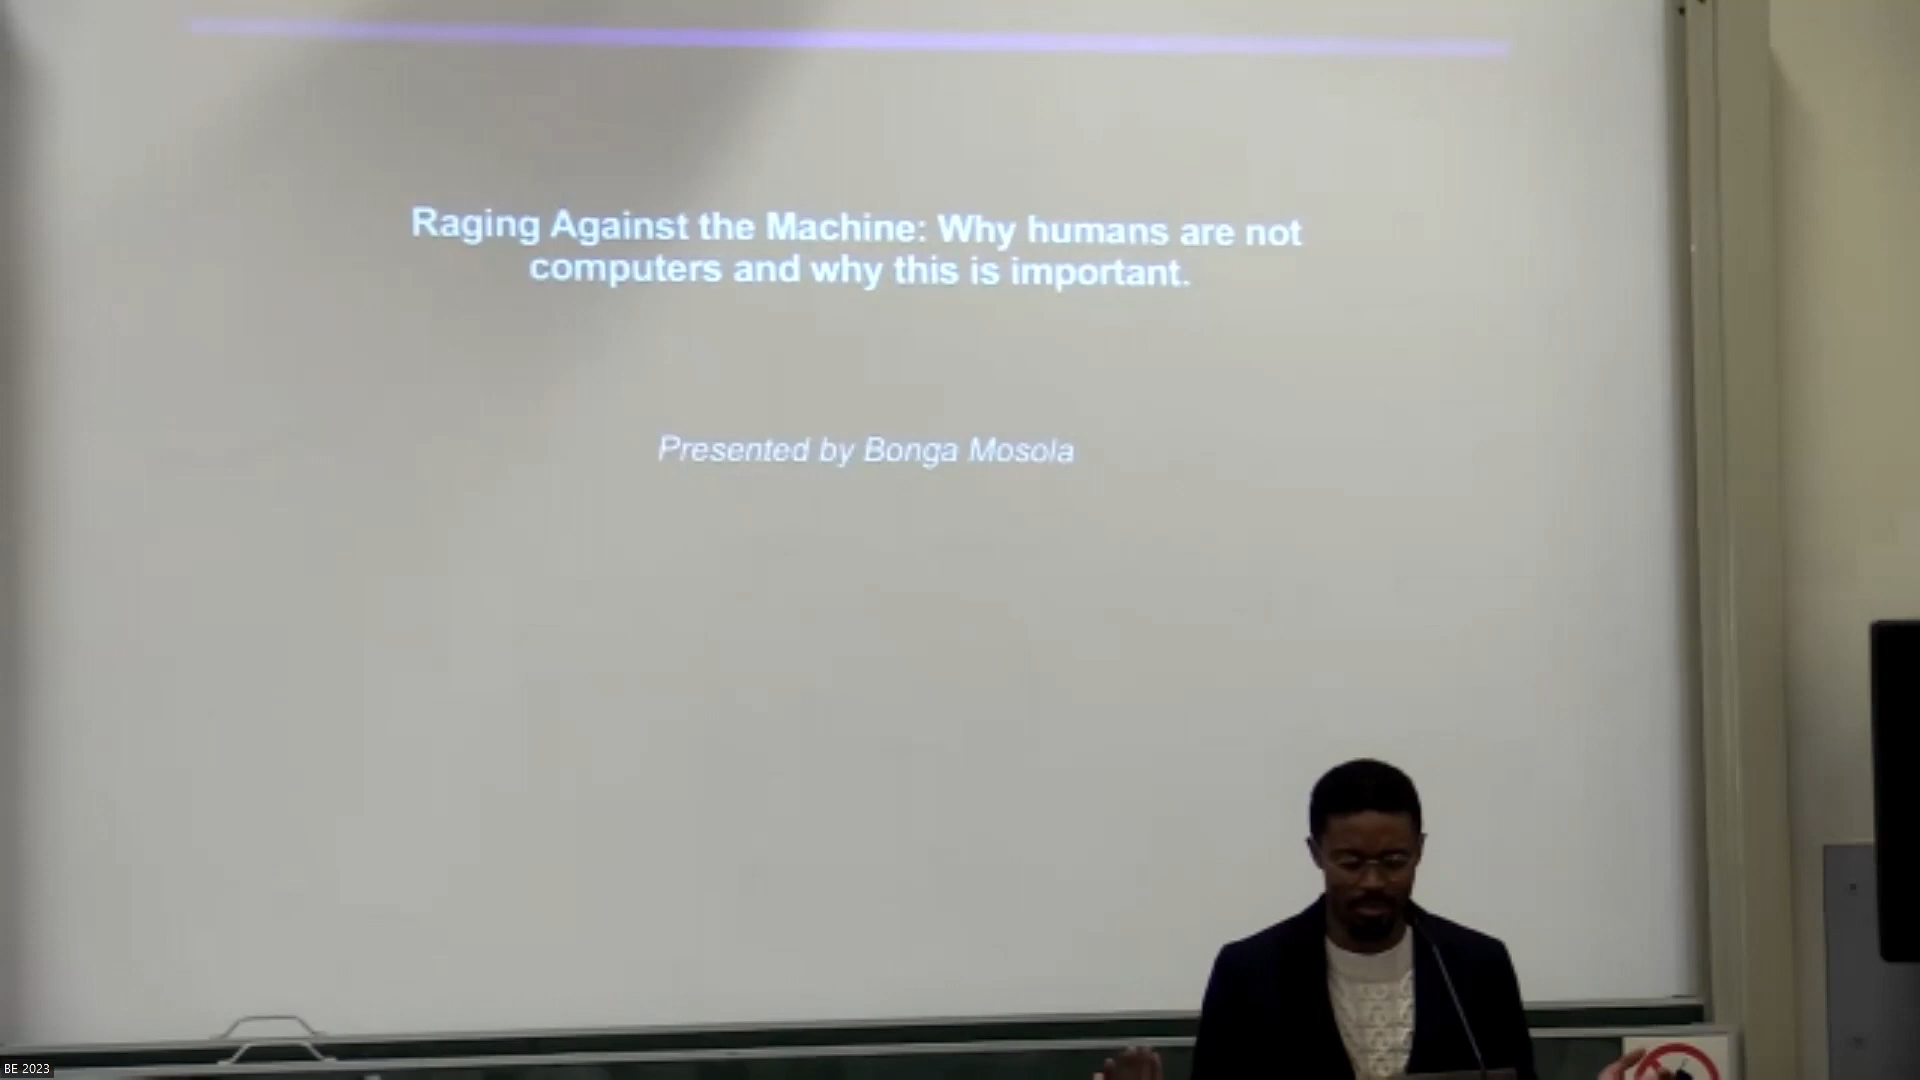 Raging Against the Machine: Why humans are not
computers and why this is important.
Presented by Bonga Mosola
BE 2023